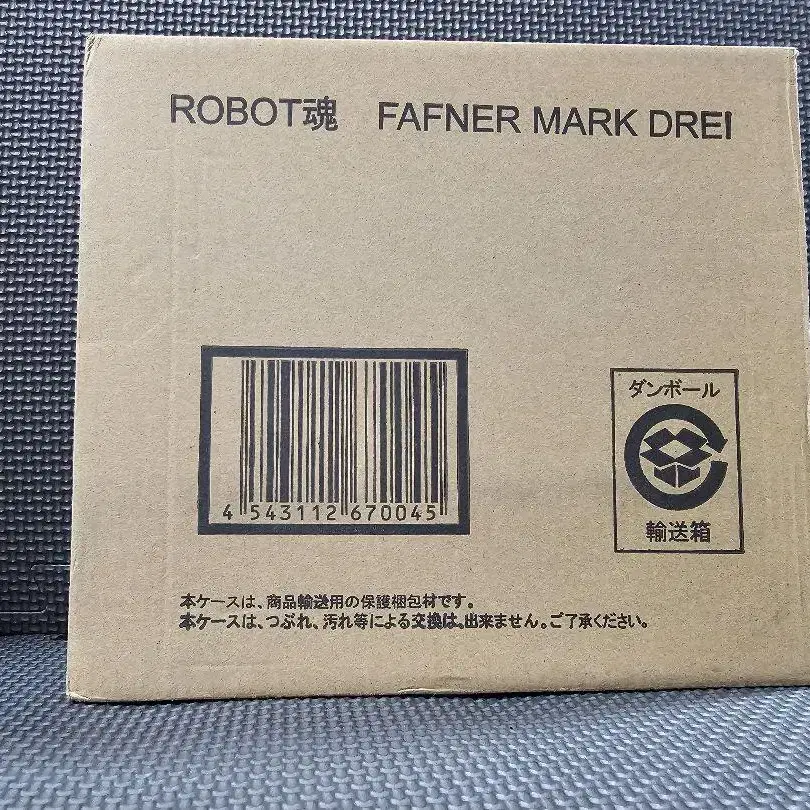 ROBOT魂 FAFNER MARK DREI
4 543112 670045
ダンボール
輸送箱
本ケースは、商品輸送用の保護梱包材です。
本ケースは、つぶれ、汚れ等による交換は、出来ません。ご了承ください。